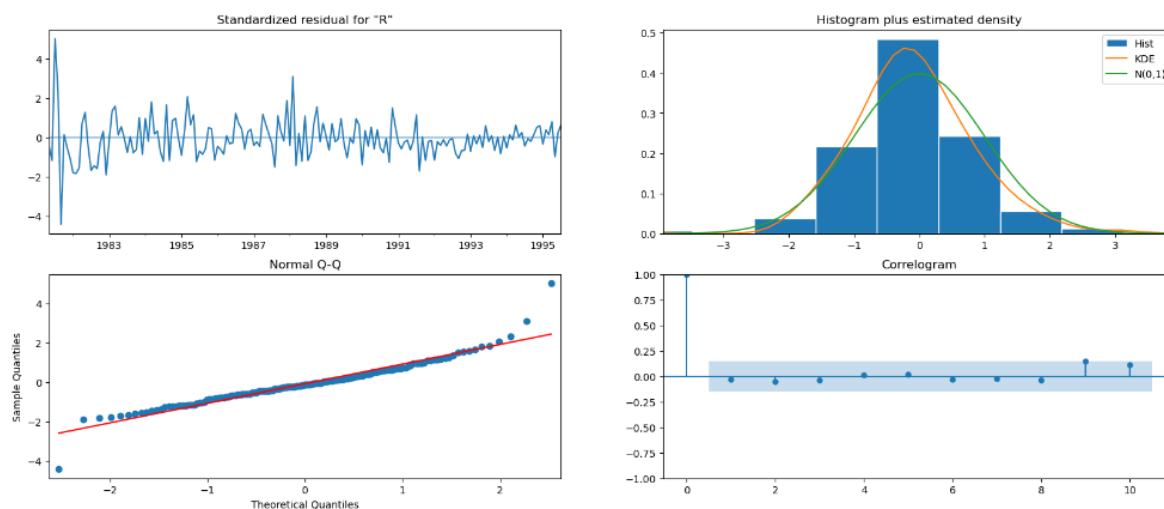 Standardized residual for "R"
4
2
0
−2
−4
1983 1985 1987 1989 1991 1993 1995
Histogram plus estimated density
Hist
KDE
N(0,1)
0.5
0.4
0.3
0.2
0.1
0.0
−3 −2 −1 0 1 2 3
Normal Q-Q
Sample Quantiles
4
2
0
−2
−4
−2 −1 0 1 2
Theoretical Quantiles
Correlogram
1.00
0.75
0.50
0.25
0.00
−0.25
−0.50
−0.75
−1.00
0 2 4 6 8 10